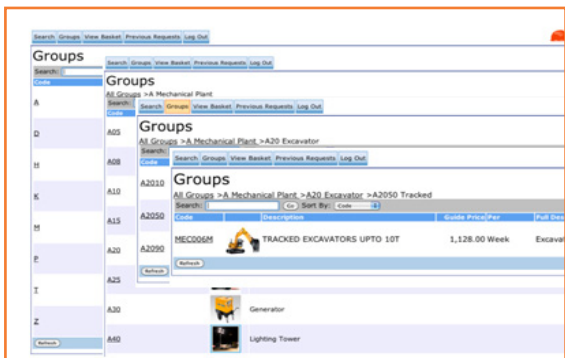 Search Groups View Basket Previous Requests Log Out
Groups
Search:
Code
A
D
H
K
M
P
T
Z
Refresh
Search Groups View Basket Previous Requests Log Out
Groups
All Groups >A Mechanical Plant
Search:
Code
A05
A08
A10
A15
A20
A25
A30 Generator
A40 Lighting Tower
Search Groups View Basket Previous Requests Log Out
Groups
All Groups >A Mechanical Plant >A20 Excavator
Search:
Code
A2010
A2050
A2090
Refresh
Search Groups View Basket Previous Requests Log Out
Groups
All Groups >A Mechanical Plant >A20 Excavator >A2050 Tracked
Search: Go Sort By: Code
Code Description Guide Price Per Full Des
MEC006M TRACKED EXCAVATORS UPTO 10T 1,128.00 Week Excavat
Refresh